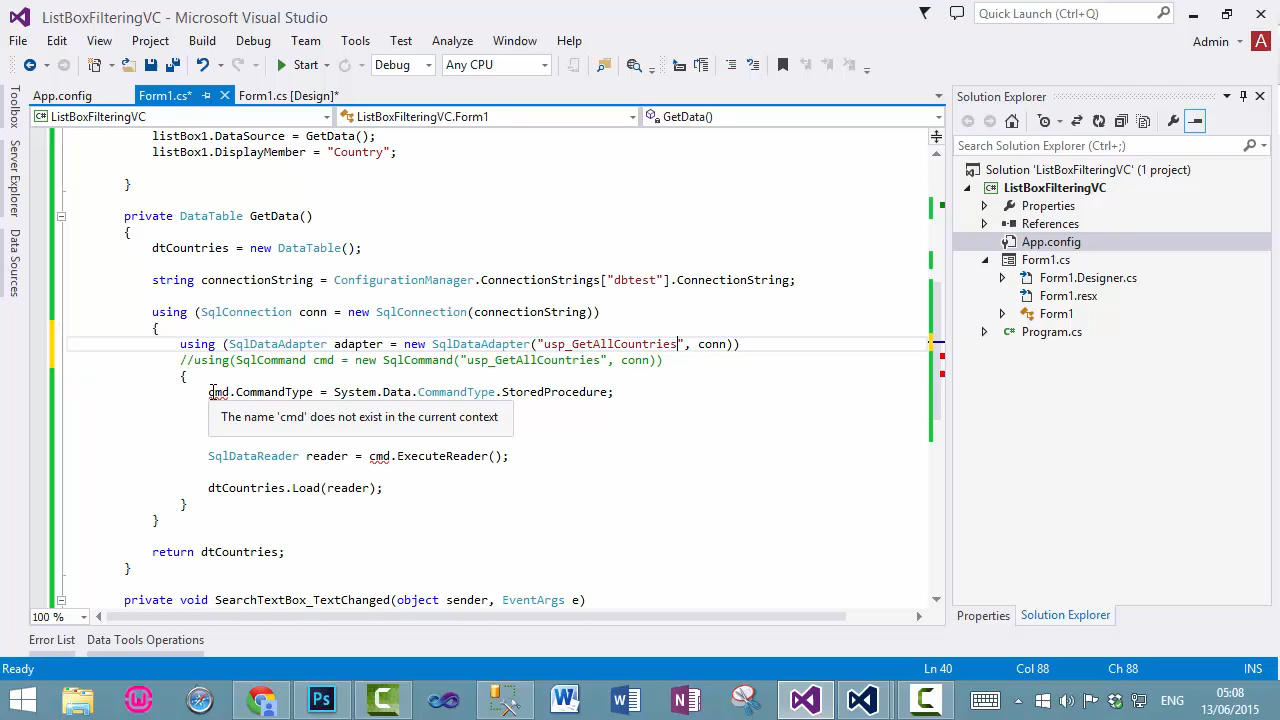 ListBoxFilteringVC - Microsoft Visual Studio
Quick Launch (Ctrl+Q)
File Edit View Project Build Debug Team Tools Test Analyze Window Help
Admin A
Start Debug Any CPU
App.config Form1.cs* Form1.cs [Design]*
Solution Explorer
ListBoxFilteringVC ListBoxFilteringVC.Form1 GetData()
Toolbox
Server Explorer
Data Sources
listBox1.DataSource = GetData();
listBox1.DisplayMember = "Country";
}
private DataTable GetData()
{
dtCountries = new DataTable();
string connectionString = ConfigurationManager.ConnectionStrings["dbtest"].ConnectionString;
using (SqlConnection conn = new SqlConnection(connectionString))
{
using (SqlDataAdapter adapter = new SqlDataAdapter("usp_GetAllCountries", conn))
//using(SqlCommand cmd = new SqlCommand("usp_GetAllCountries", conn))
{
cmd.CommandType = System.Data.CommandType.StoredProcedure;
The name 'cmd' does not exist in the current context
SqlDataReader reader = cmd.ExecuteReader();
dtCountries.Load(reader);
}
}
return dtCountries;
}
private void SearchTextBox_TextChanged(object sender, EventArgs e)
100 %
Search Solution Explorer (Ctrl+;)
Solution 'ListBoxFilteringVC' (1 project)
ListBoxFilteringVC
Properties
References
App.config
Form1.cs
Form1.Designer.cs
Form1.resx
Form1
Program.cs
Properties Solution Explorer
Error List Data Tools Operations
Ready Ln 40 Col 88 Ch 88 INS
ENG
05:08
13/06/2015